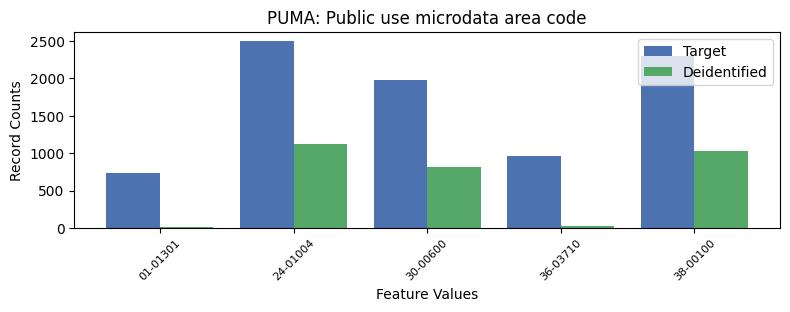 PUMA: Public use microdata area code
Target
Deidentified
Record Counts
2500
2000
1500
1000
500
0
01-01301
24-01004
30-00600
36-03710
38-00100
Feature Values